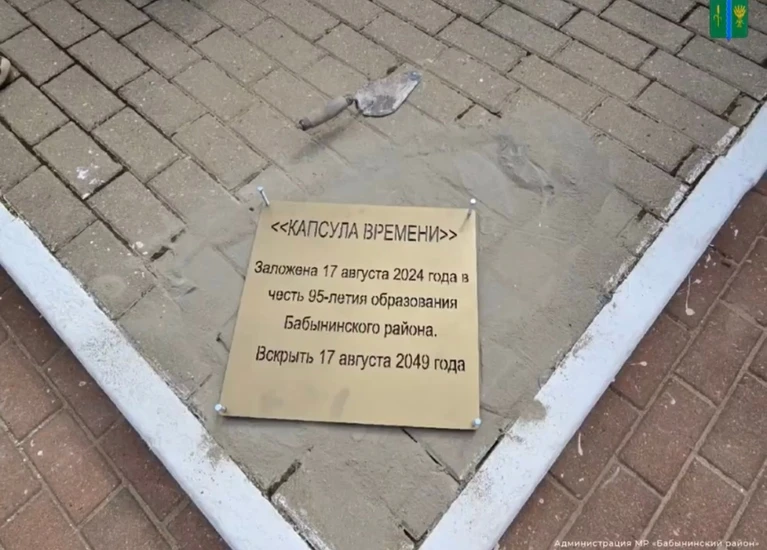 <<КАПСУЛА ВРЕМЕНИ>>
Заложена 17 августа 2024 года в
честь 95-летия образования
Бабынинского района.
Вскрыть 17 августа 2049 года
Администрация МР «Бабынинский район»